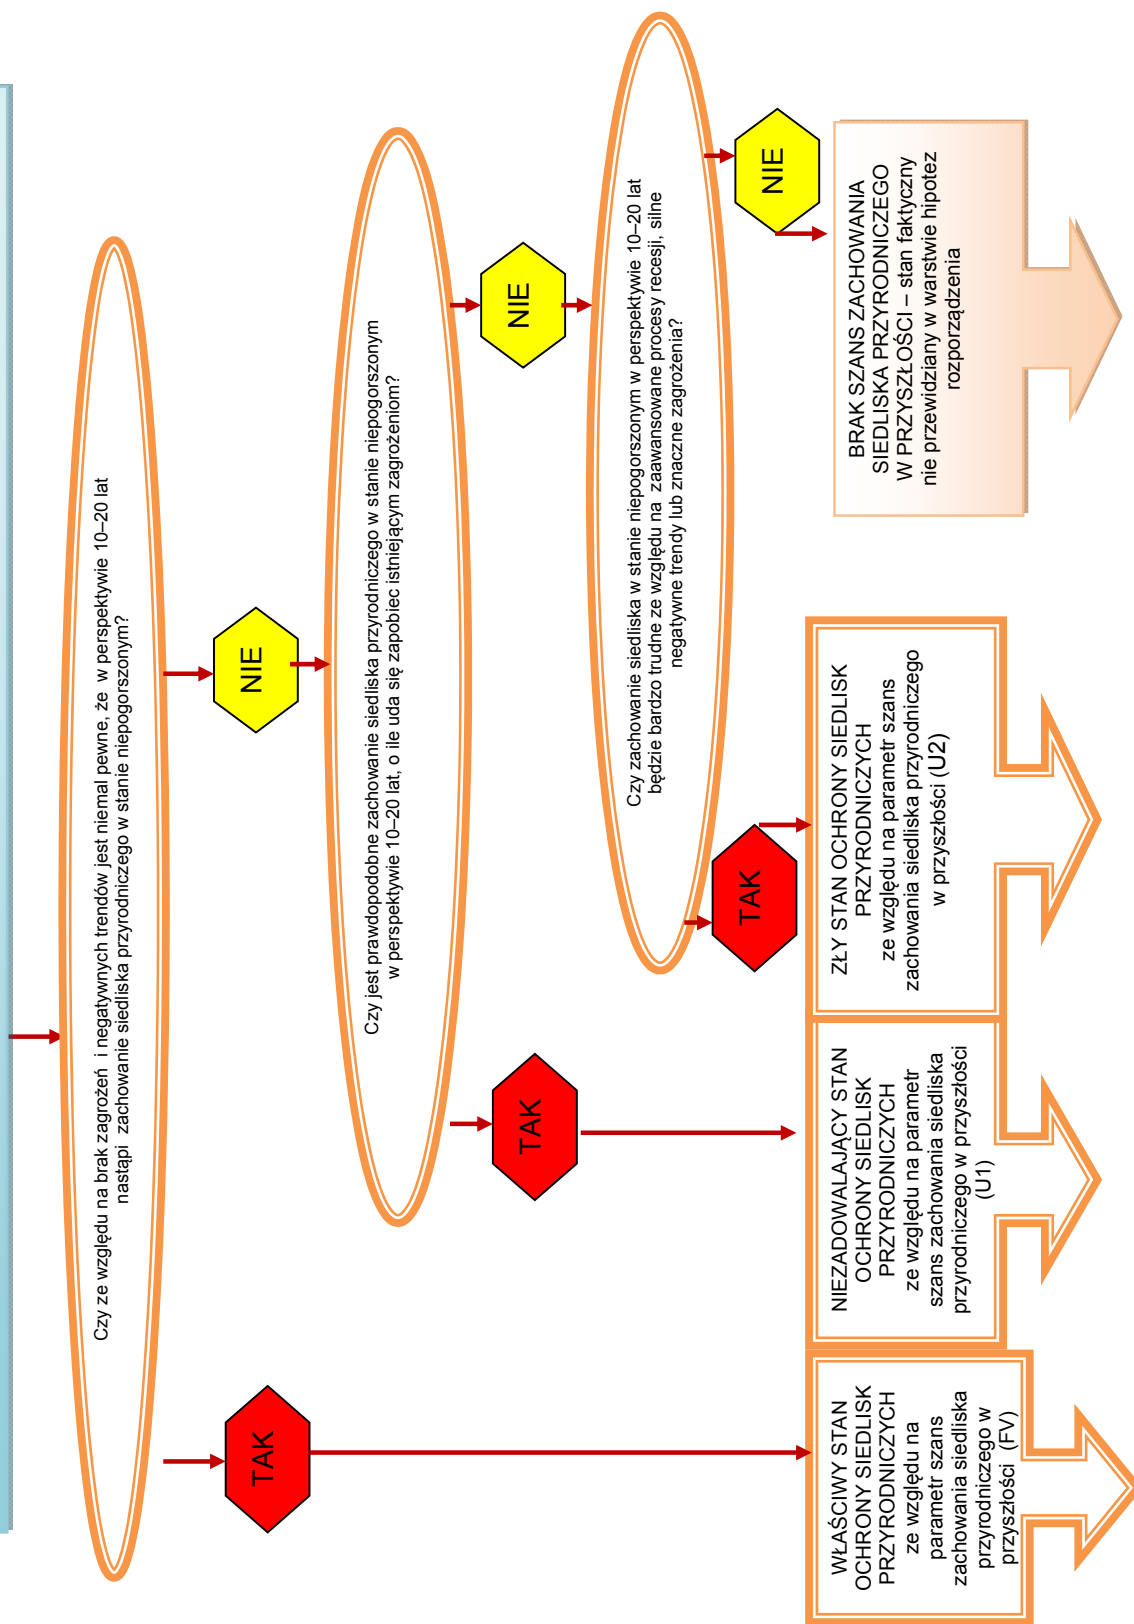 Czy ze względu na brak zagrożeń i negatywnych trendów jest niemal pewne, że w perspektywie 10–20 lat
nastąpi zachowanie siedliska przyrodniczego w stanie niepogorszonym?
TAK
NIE
Czy jest prawdopodobne zachowanie siedliska przyrodniczego w stanie niepogorszonym
w perspektywie 10–20 lat, o ile uda się zapobiec istniejącym zagrożeniom?
TAK
NIE
Czy zachowanie siedliska w stanie niepogorszonym w perspektywie 10–20 lat
będzie bardzo trudne ze względu na zaawansowane procesy recesji, silne
negatywne trendy lub znaczne zagrożenia?
TAK
NIE
WŁAŚCIWY STAN
OCHRONY SIEDLISK
PRZYRODNICZYCH
ze względu na
parametr szans
zachowania siedliska
przyrodniczego w
przyszłości (FV)
NIEZADOWALAJĄCY STAN
OCHRONY SIEDLISK
PRZYRODNICZYCH
ze względu na parametr
szans zachowania siedliska
przyrodniczego w przyszłości
(U1)
ZŁY STAN OCHRONY SIEDLISK
PRZYRODNICZYCH
ze względu na parametr szans
zachowania siedliska przyrodniczego
w przyszłości (U2)
BRAK SZANS ZACHOWANIA
SIEDLISKA PRZYRODNICZEGO
W PRZYSZŁOŚCI – stan faktyczny
nie przewidziany w warstwie hipotez
rozporządzenia